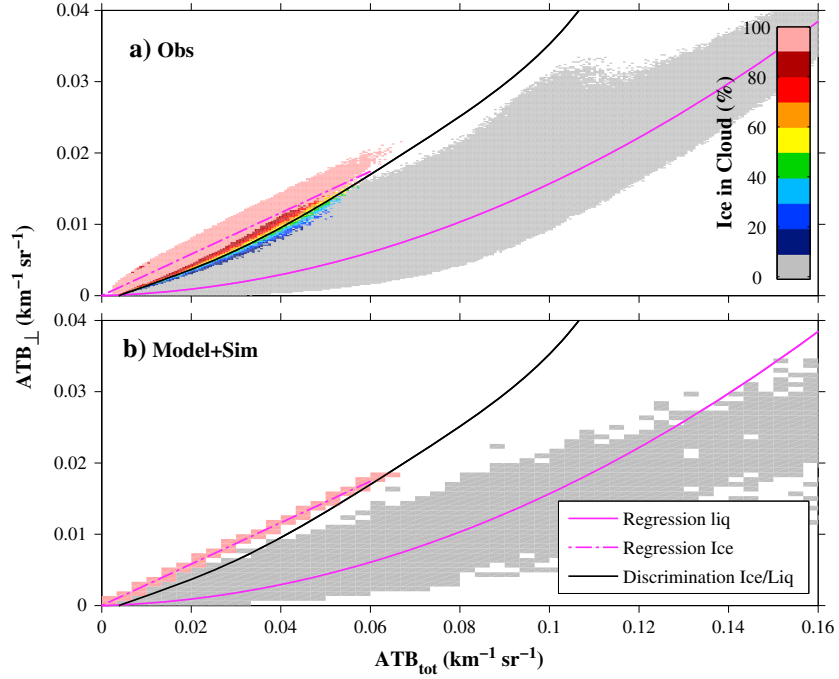 0.04
a) Obs
0.03
0.02
0.01
0
100
80
60
40
20
0
Ice in Cloud (%)
ATB⊥ (km−1 sr−1)
0.04
b) Model+Sim
0.03
0.02
0.01
0
Regression liq
Regression Ice
Discrimination Ice/Liq
0 0.02 0.04 0.06 0.08 0.1 0.12 0.14 0.16
ATBtot (km−1 sr−1)